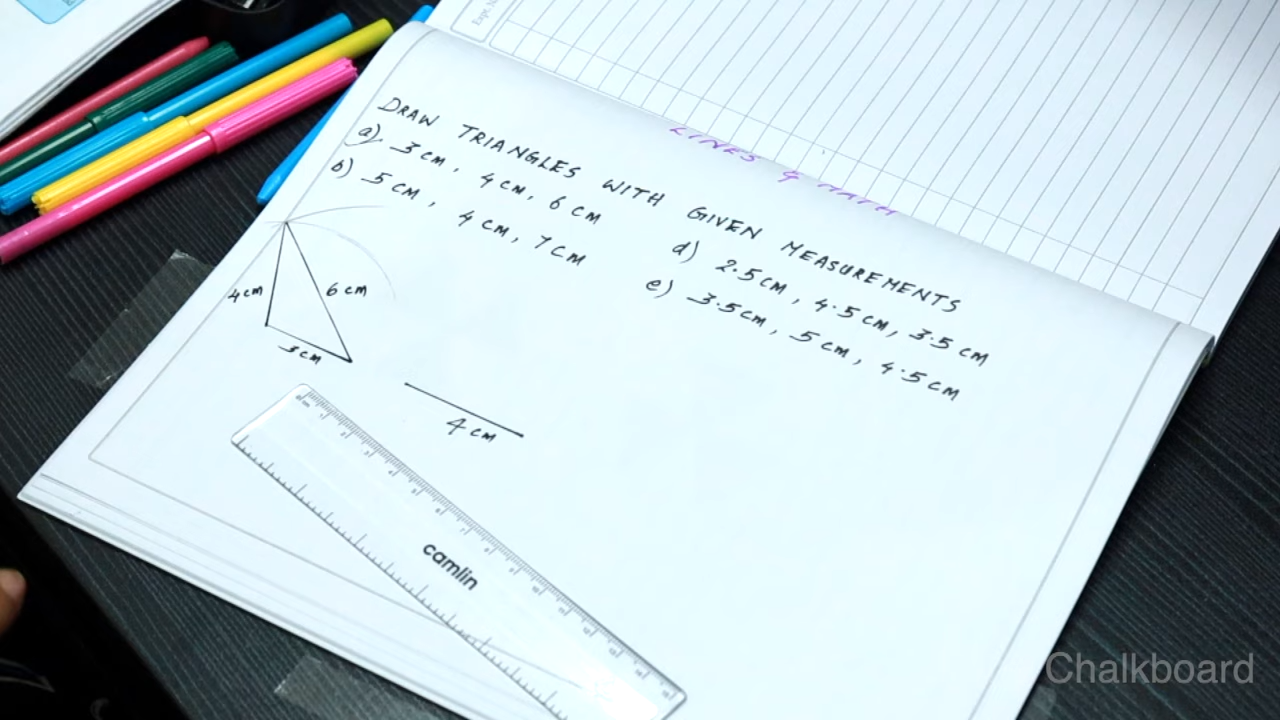 DRAW TRIANGLES WITH GIVEN MEASUREMENTS
a) 3 CM, 4 CM, 6 CM
b) 5 CM, 4 CM, 7 CM
d) 2.5 CM, 4.5 CM, 3.5 CM
e) 3.5 CM, 5 CM, 4.5 CM
4 CM
6 CM
3 CM
4 CM
camlin
Chalkboard